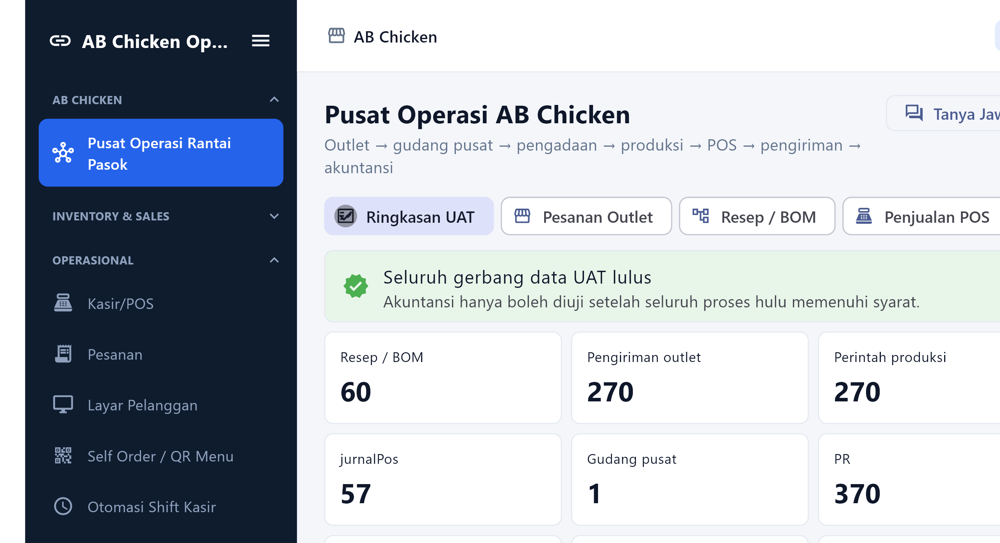 AB Chicken Op...
AB CHICKEN
Pusat Operasi Rantai
Pasok
INVENTORY & SALES
OPERASIONAL
Kasir/POS
Pesanan
Layar Pelanggan
Self Order / QR Menu
Otomasi Shift Kasir
AB Chicken
Pusat Operasi AB Chicken
Tanya Jaw
Outlet → gudang pusat → pengadaan → produksi → POS → pengiriman →
akuntansi
Ringkasan UAT
Pesanan Outlet
Resep / BOM
Penjualan POS
Seluruh gerbang data UAT lulus
Akuntansi hanya boleh diuji setelah seluruh proses hulu memenuhi syarat.
Resep / BOM
60
Pengiriman outlet
270
Perintah produksi
270
jurnalPos
57
Gudang pusat
1
PR
370